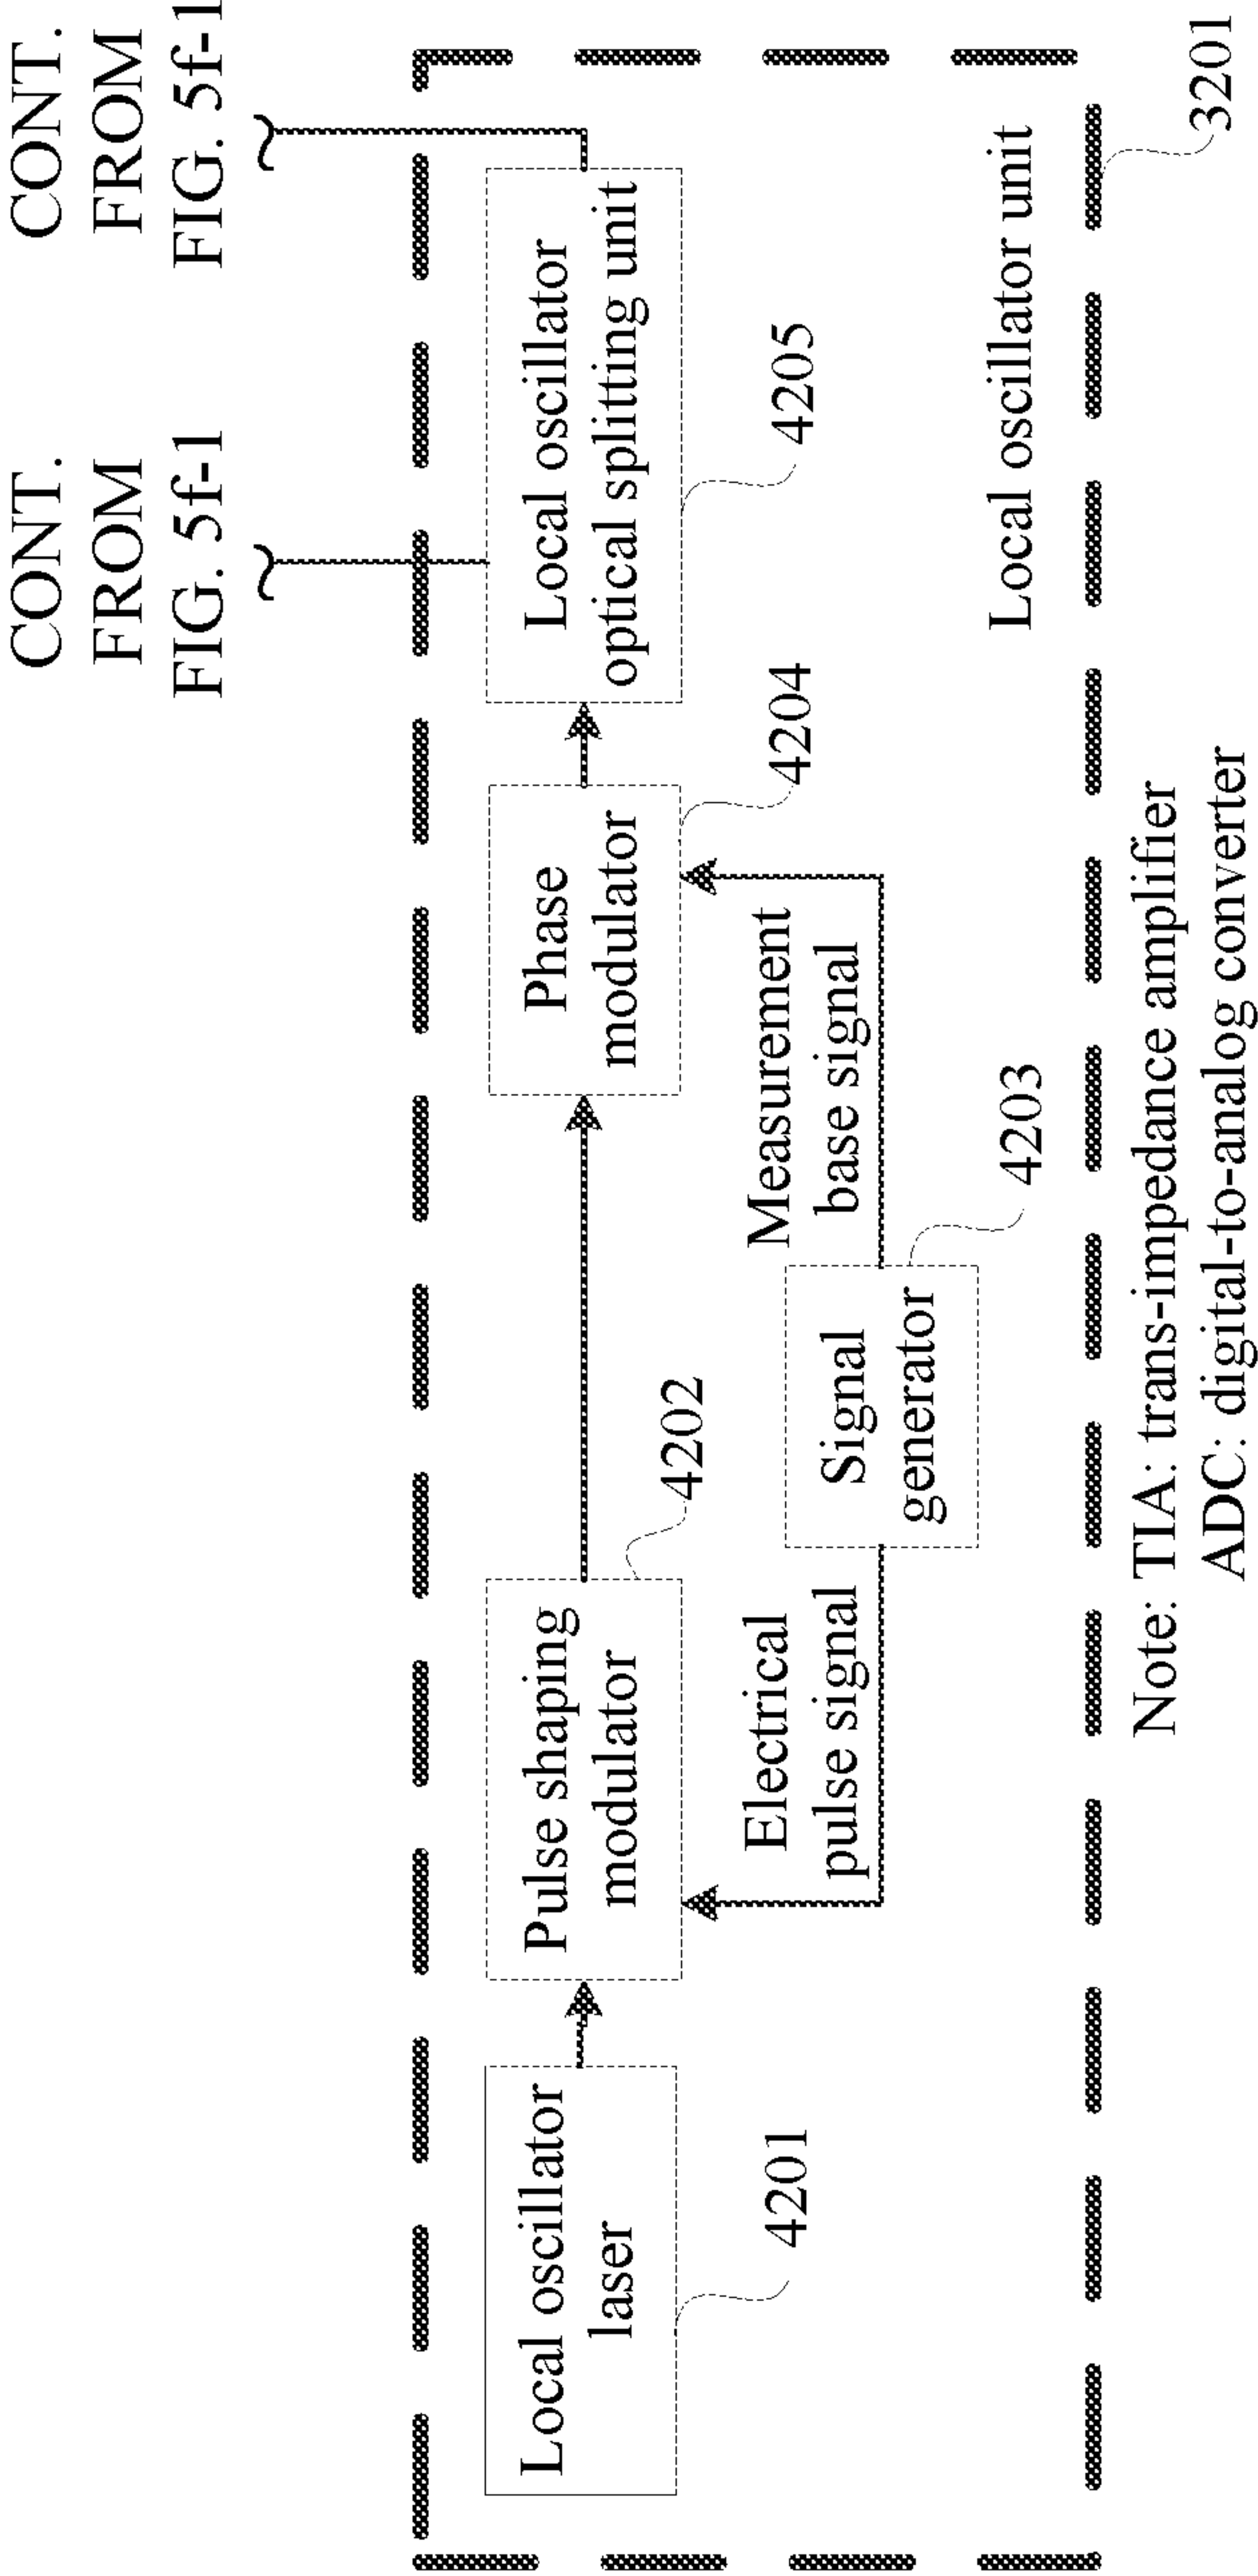 CONT.
FROM
FIG. 5f-1
CONT.
FROM
FIG. 5f-1
Local oscillator
laser
4201
Pulse shaping
modulator
4202
Phase
modulator
4204
Local oscillator
optical splitting unit
4205
Electrical
pulse signal
Signal
generator
4203
Measurement
base signal
Local oscillator unit
3201
Note: TIA: trans-impedance amplifier
ADC: digital-to-analog converter